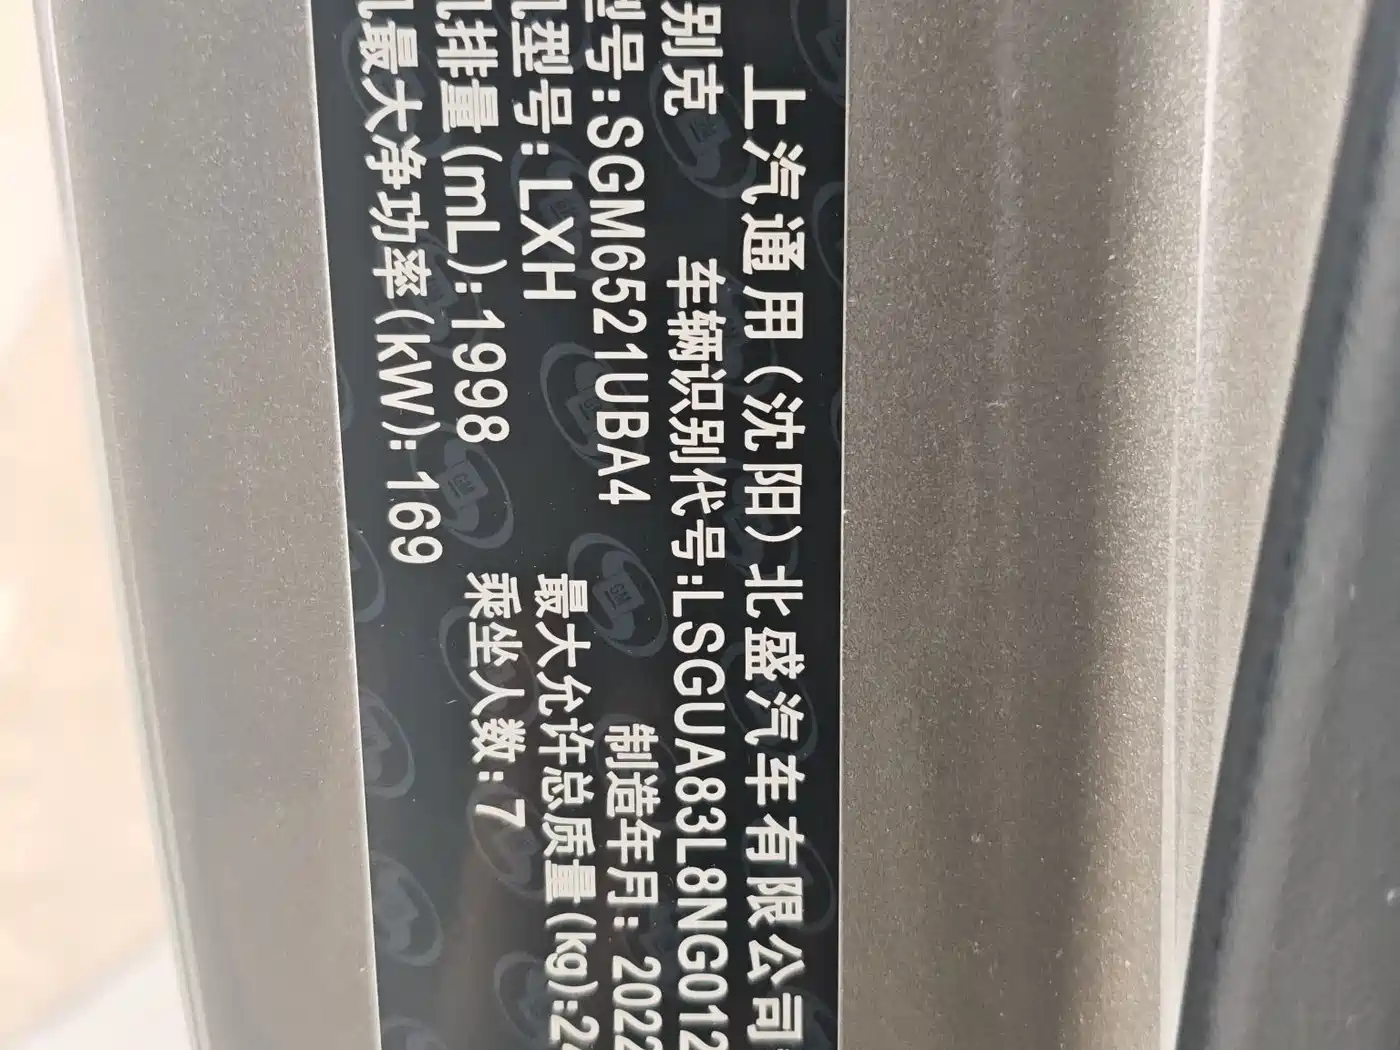 上汽通用(沈阳)北盛汽车有限公司
别克 车辆识别代号:LSGUA83L8NG012
型号:SGM6521UBA4 制造年月: 2022
机型号: LXH 最大允许总质量(kg):2
机排量(mL): 1998 乘坐人数: 7
机最大净功率(kW): 169